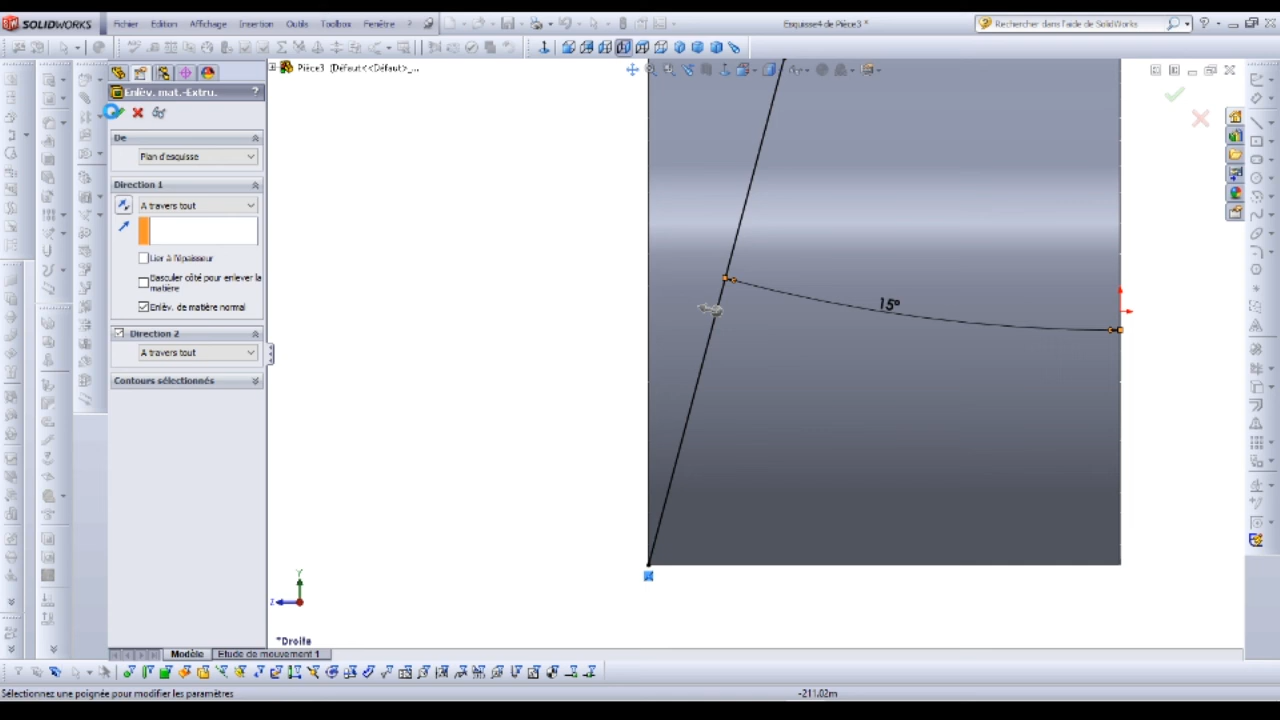 SOLIDWORKS
Fichier Edition Affichage Insertion Outils Toolbox Fenêtre ?
Esquisse4 de Pièce3 *
Rechercher dans l'aide de SolidWorks
Pièce3 (Défaut<<Défaut>_...
Enlèv. mat.-Extru. ?
De
Plan d'esquisse
Direction 1
A travers tout
Lier à l'épaisseur
Basculer côté pour enlever la
matière
Enlèv. de matière normal
Direction 2
A travers tout
Contours sélectionnés
15°
Y
Z
*Droite
Modèle Etude de mouvement 1
Sélectionnez une poignée pour modifier les paramètres
-211.02m